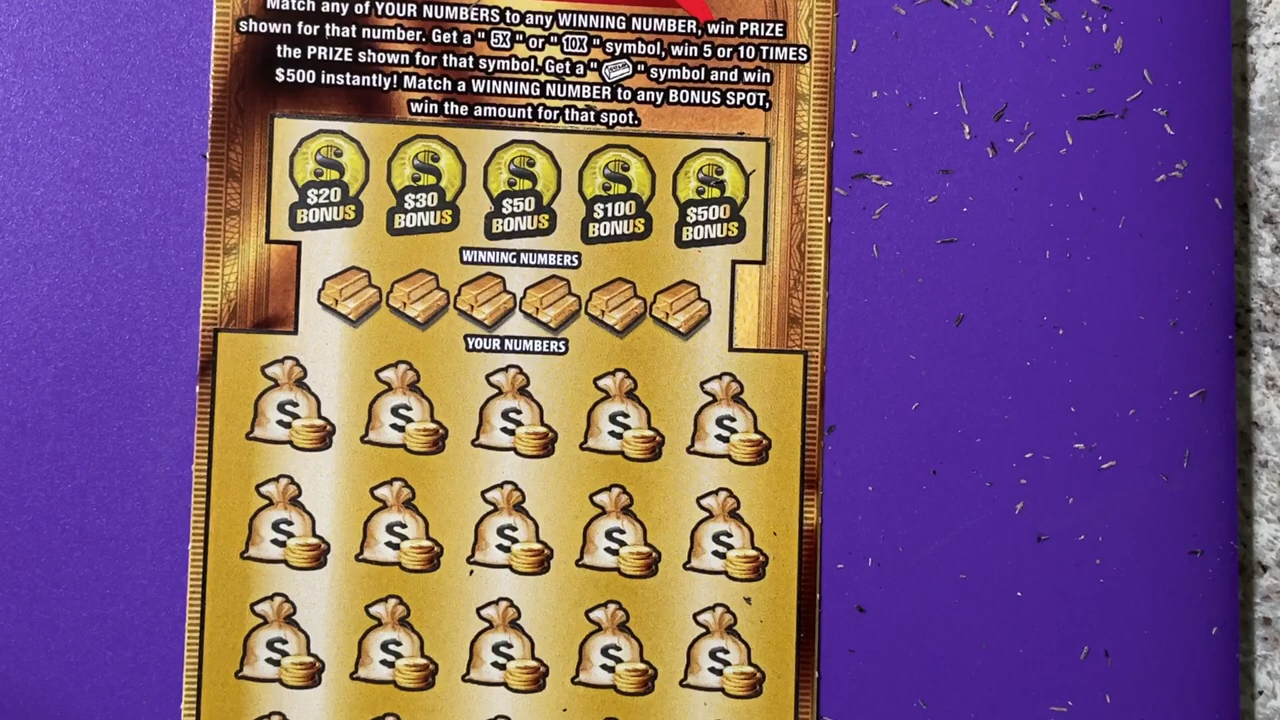 Match any of YOUR NUMBERS to any WINNING NUMBER, win PRIZE
shown for that number. Get a " 5X " or " 10X " symbol, win 5 or 10 TIMES
the PRIZE shown for that symbol. Get a " " symbol and win
$500 instantly! Match a WINNING NUMBER to any BONUS SPOT,
win the amount for that spot.
$ $ $ $ $
$20 $30 $50 $100 $500
BONUS BONUS BONUS BONUS BONUS
WINNING NUMBERS
YOUR NUMBERS
$ $ $ $ $
$ $ $ $ $
$ $ $ $ $